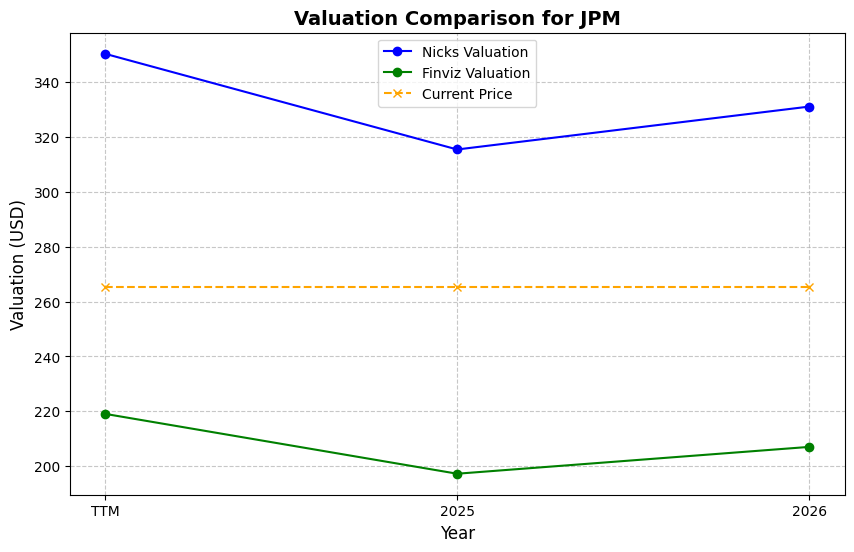 Valuation Comparison for JPM
Nicks Valuation
Finviz Valuation
Current Price
Valuation (USD)
340
320
300
280
260
240
220
200
TTM
2025
2026
Year